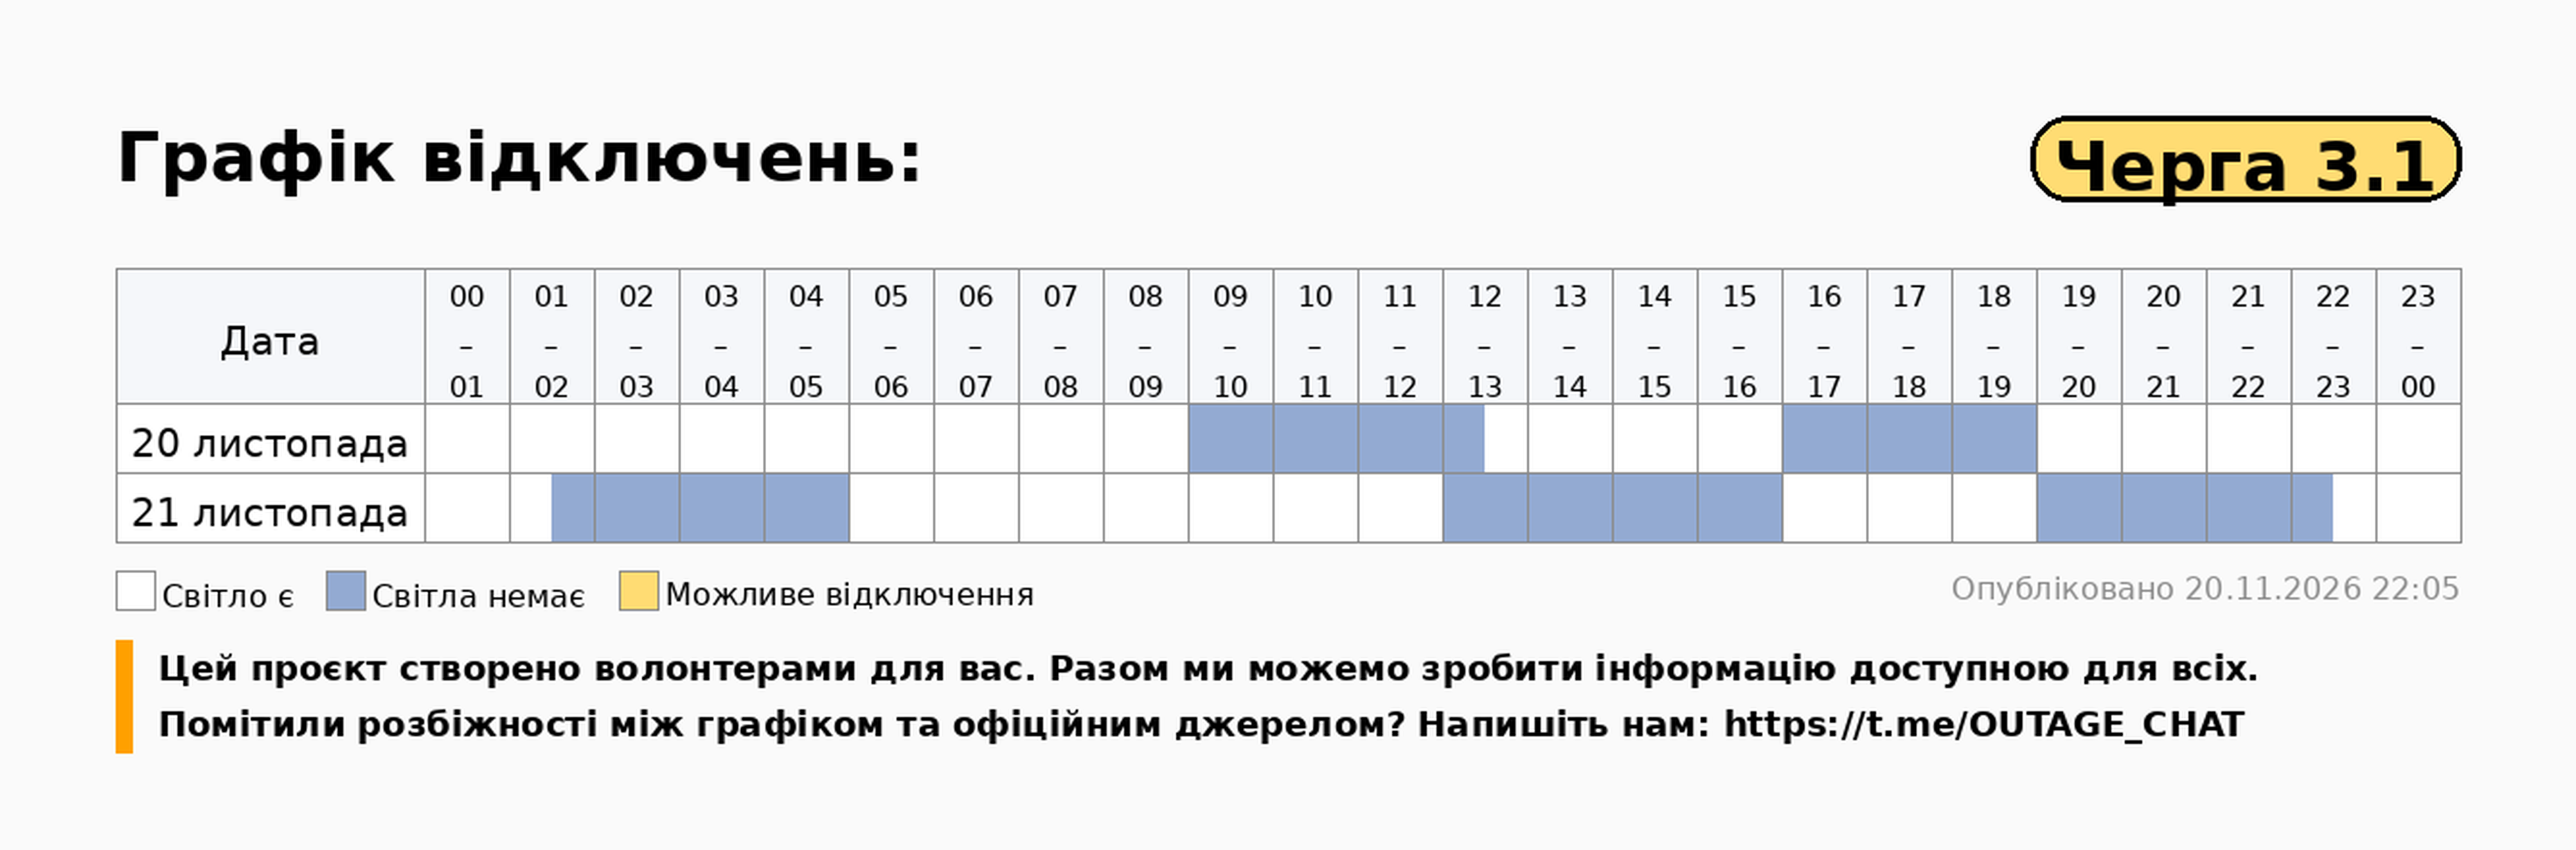 Графік відключень:
Черга 3.1
Дата
00 – 01
01 – 02
02 – 03
03 – 04
04 – 05
05 – 06
06 – 07
07 – 08
08 – 09
09 – 10
10 – 11
11 – 12
12 – 13
13 – 14
14 – 15
15 – 16
16 – 17
17 – 18
18 – 19
19 – 20
20 – 21
21 – 22
22 – 23
23 – 00
20 листопада
21 листопада
Світло є
Світла немає
Можливе відключення
Опубліковано 20.11.2026 22:05
Цей проєкт створено волонтерами для вас. Разом ми можемо зробити інформацію доступною для всіх.
Помітили розбіжності між графіком та офіційним джерелом? Напишіть нам: https://t.me/OUTAGE_CHAT